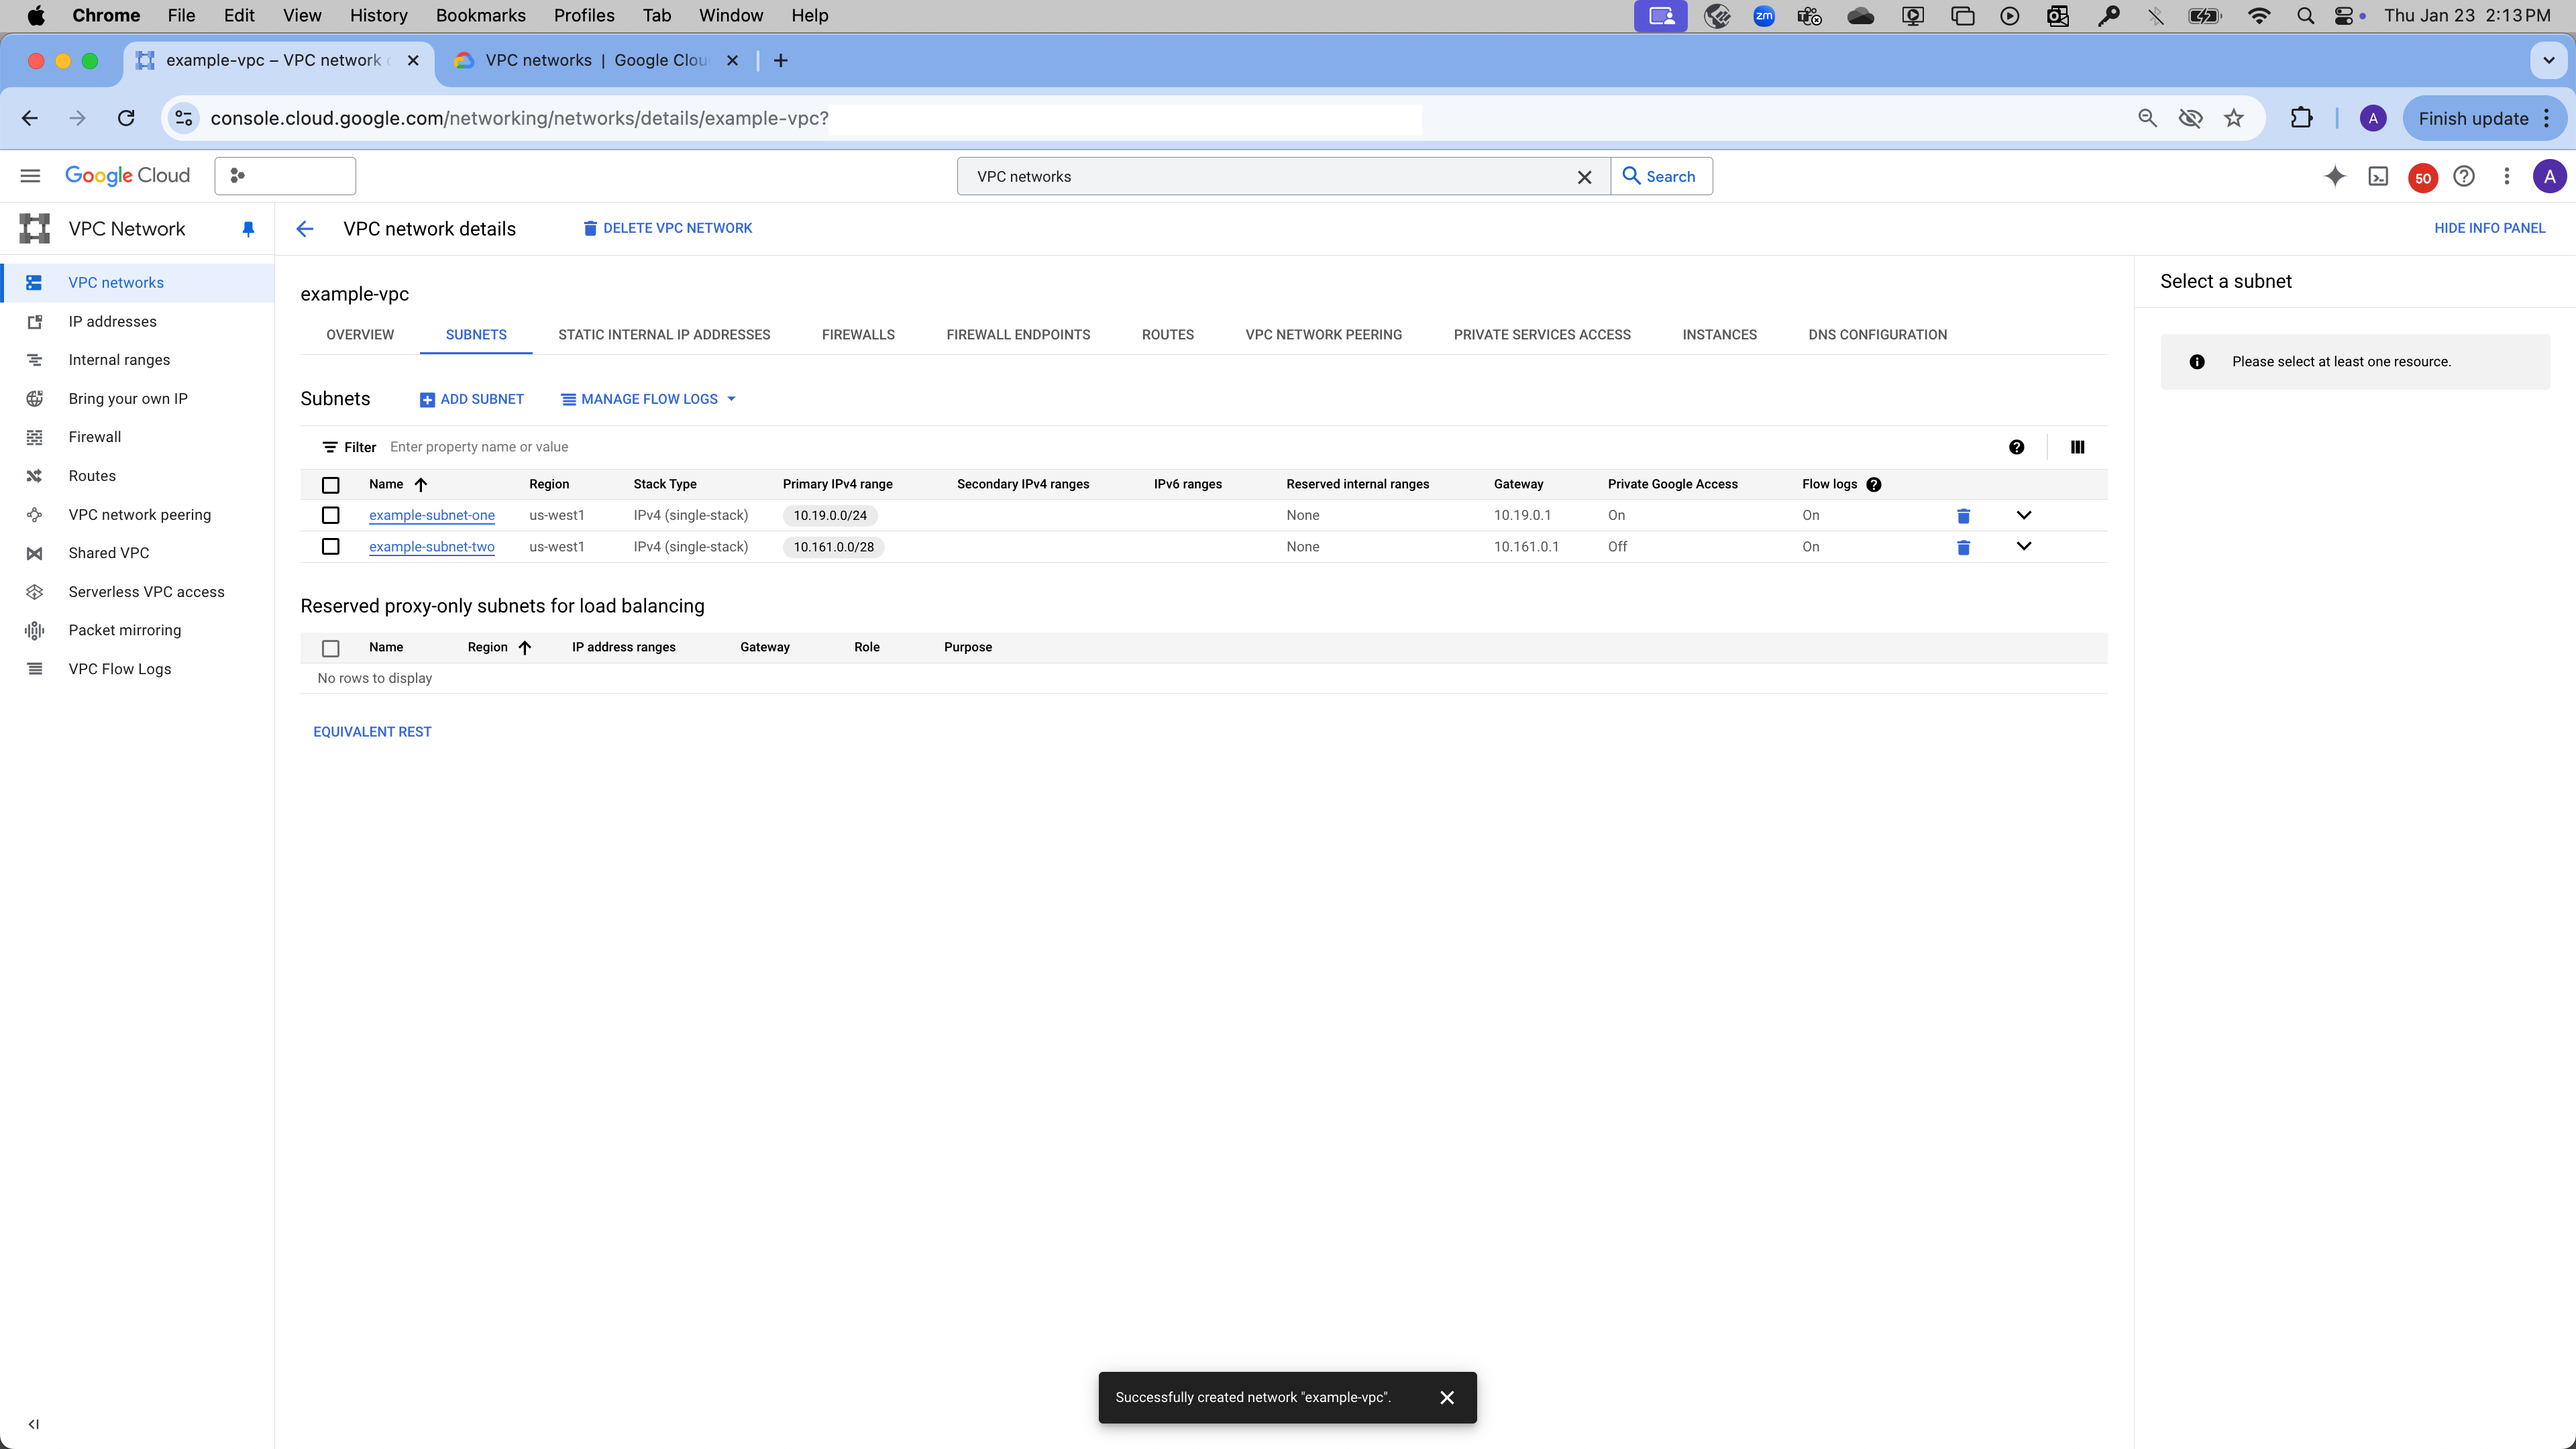 Chrome File Edit View History Bookmarks Profiles Tab Window Help zm Thu Jan 23 2:13 PM
example-vpc – VPC network VPC networks | Google Clou
console.cloud.google.com/networking/networks/details/example-vpc? A Finish update
Google Cloud VPC networks Search 50 A
VPC Network VPC network details DELETE VPC NETWORK HIDE INFO PANEL
VPC networks
IP addresses
Internal ranges
Bring your own IP
Firewall
Routes
VPC network peering
Shared VPC
Serverless VPC access
Packet mirroring
VPC Flow Logs
example-vpc
OVERVIEW SUBNETS STATIC INTERNAL IP ADDRESSES FIREWALLS FIREWALL ENDPOINTS ROUTES VPC NETWORK PEERING PRIVATE SERVICES ACCESS INSTANCES DNS CONFIGURATION
Subnets ADD SUBNET MANAGE FLOW LOGS
Filter Enter property name or value
Name Region Stack Type Primary IPv4 range Secondary IPv4 ranges IPv6 ranges Reserved internal ranges Gateway Private Google Access Flow logs
example-subnet-one us-west1 IPv4 (single-stack) 10.19.0.0/24 None 10.19.0.1 On On
example-subnet-two us-west1 IPv4 (single-stack) 10.161.0.0/28 None 10.161.0.1 Off On
Reserved proxy-only subnets for load balancing
Name Region IP address ranges Gateway Role Purpose
No rows to display
EQUIVALENT REST
Select a subnet
Please select at least one resource.
Successfully created network "example-vpc".